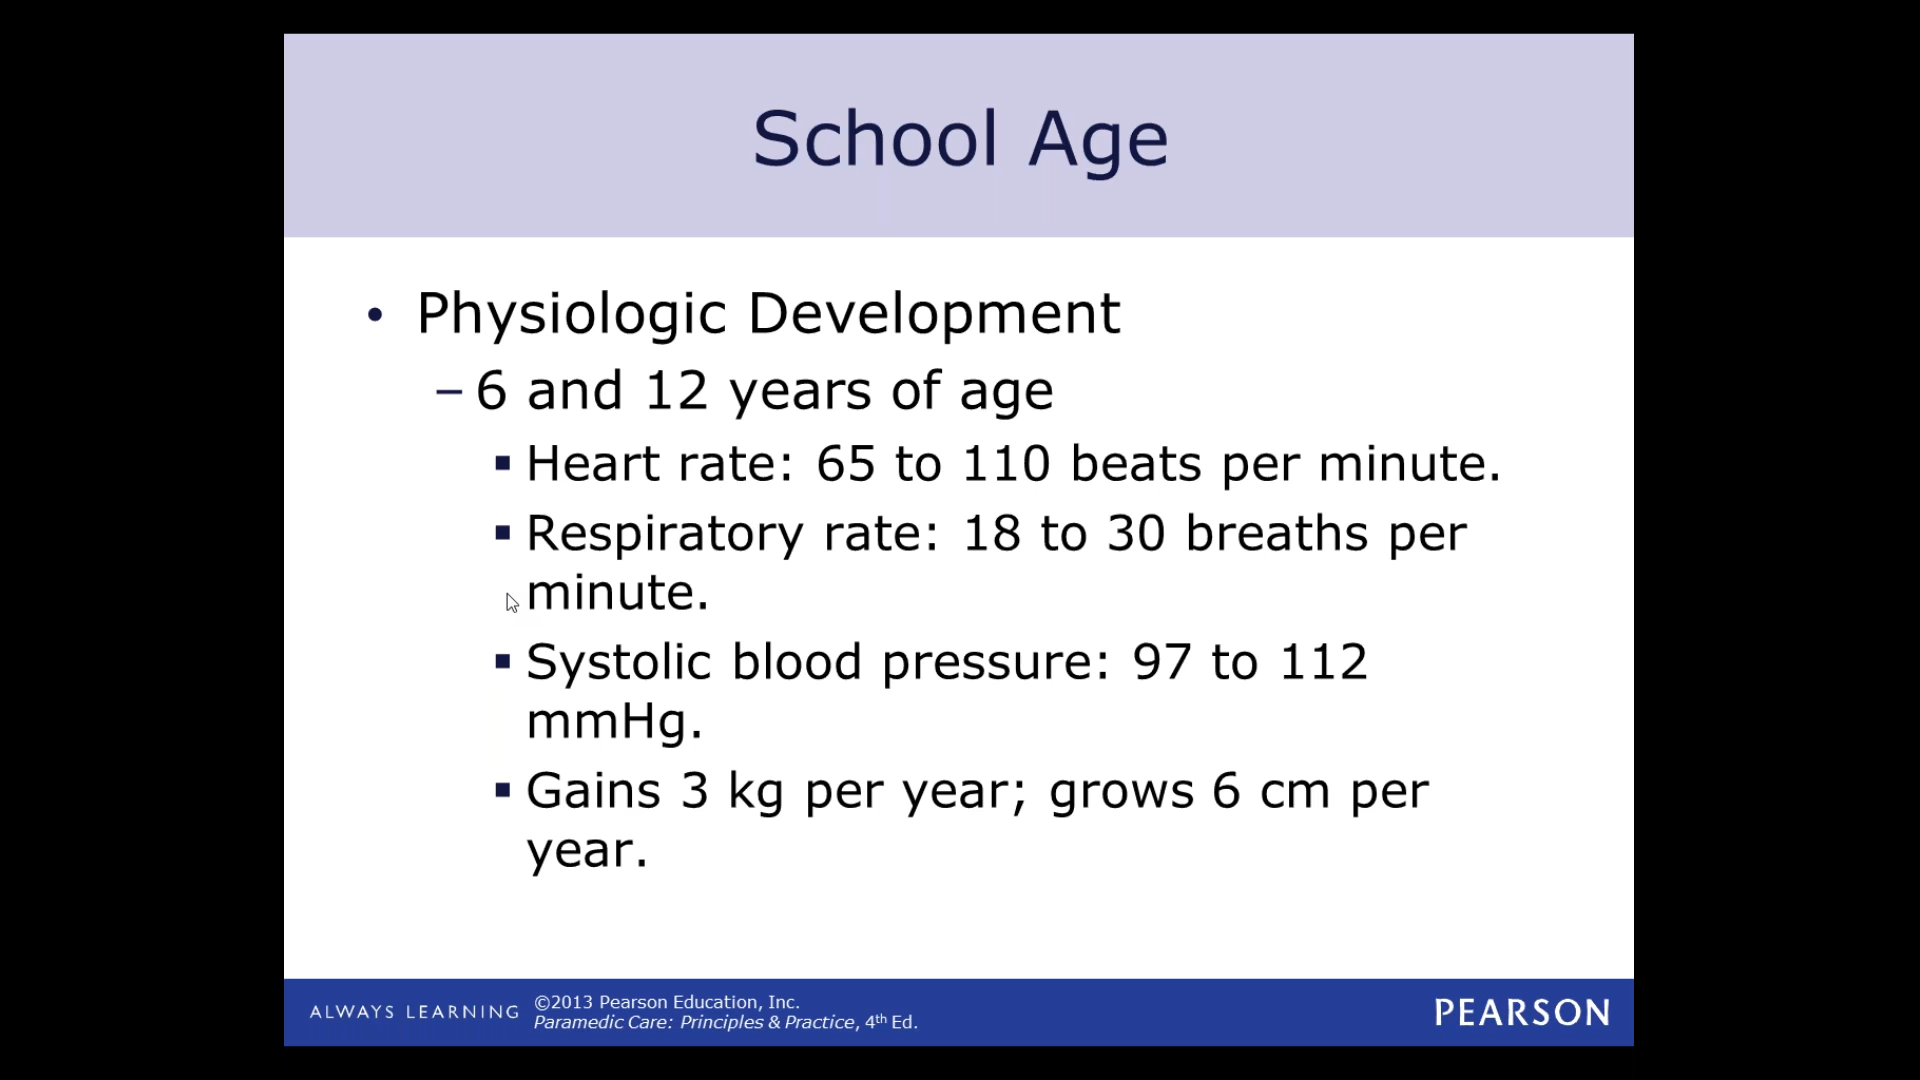 School Age
• Physiologic Development
– 6 and 12 years of age
▪ Heart rate: 65 to 110 beats per minute.
▪ Respiratory rate: 18 to 30 breaths per
minute.
▪ Systolic blood pressure: 97 to 112
mmHg.
▪ Gains 3 kg per year; grows 6 cm per
year.
ALWAYS LEARNING
©2013 Pearson Education, Inc.
Paramedic Care: Principles & Practice, 4th Ed.
PEARSON